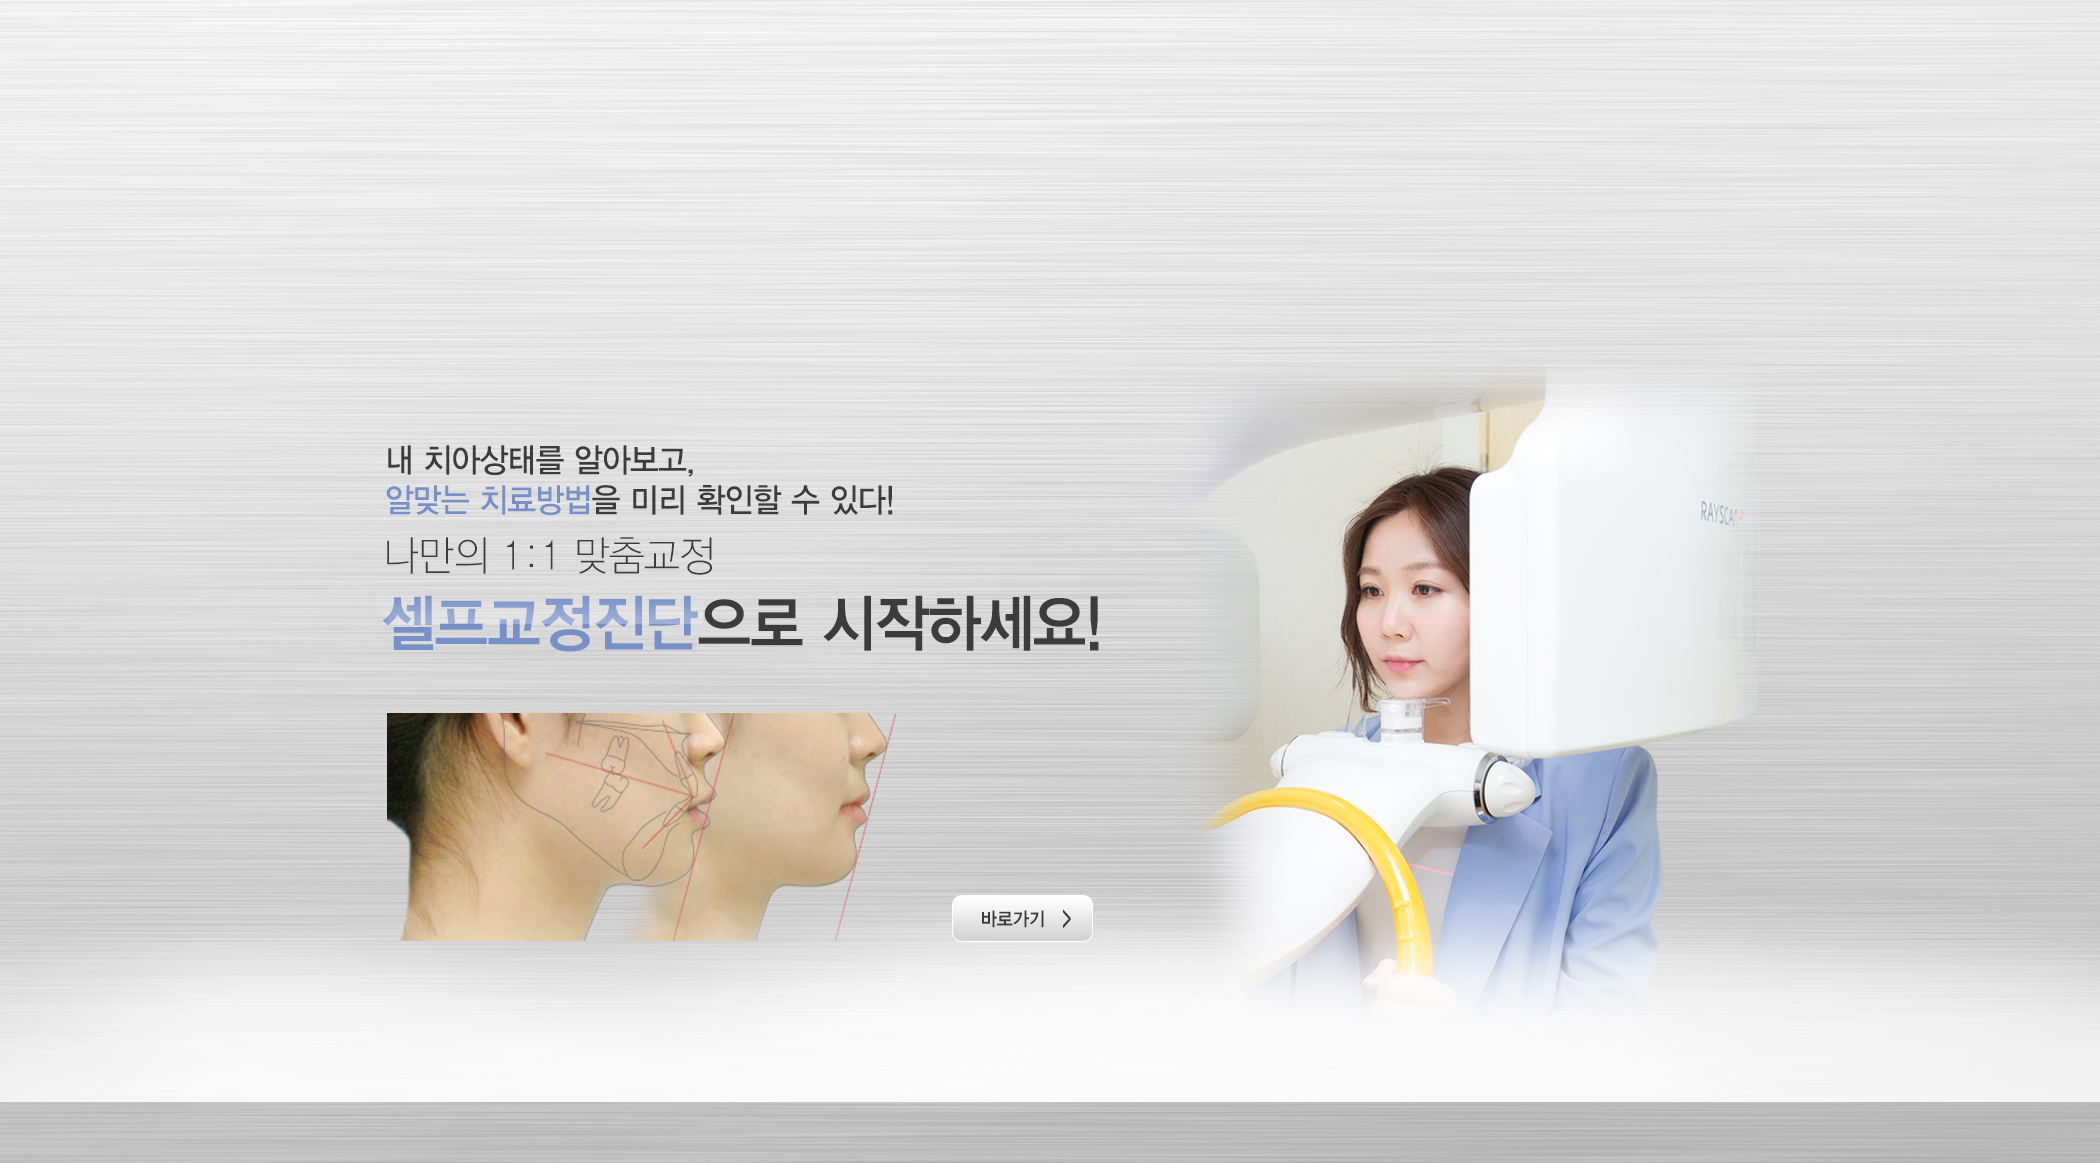 내 치아상태를 알아보고,
알맞는 치료방법을 미리 확인할 수 있다!
나만의 1:1 맞춤교정
셀프교정진단으로 시작하세요!
바로가기 >
RAYSCAN